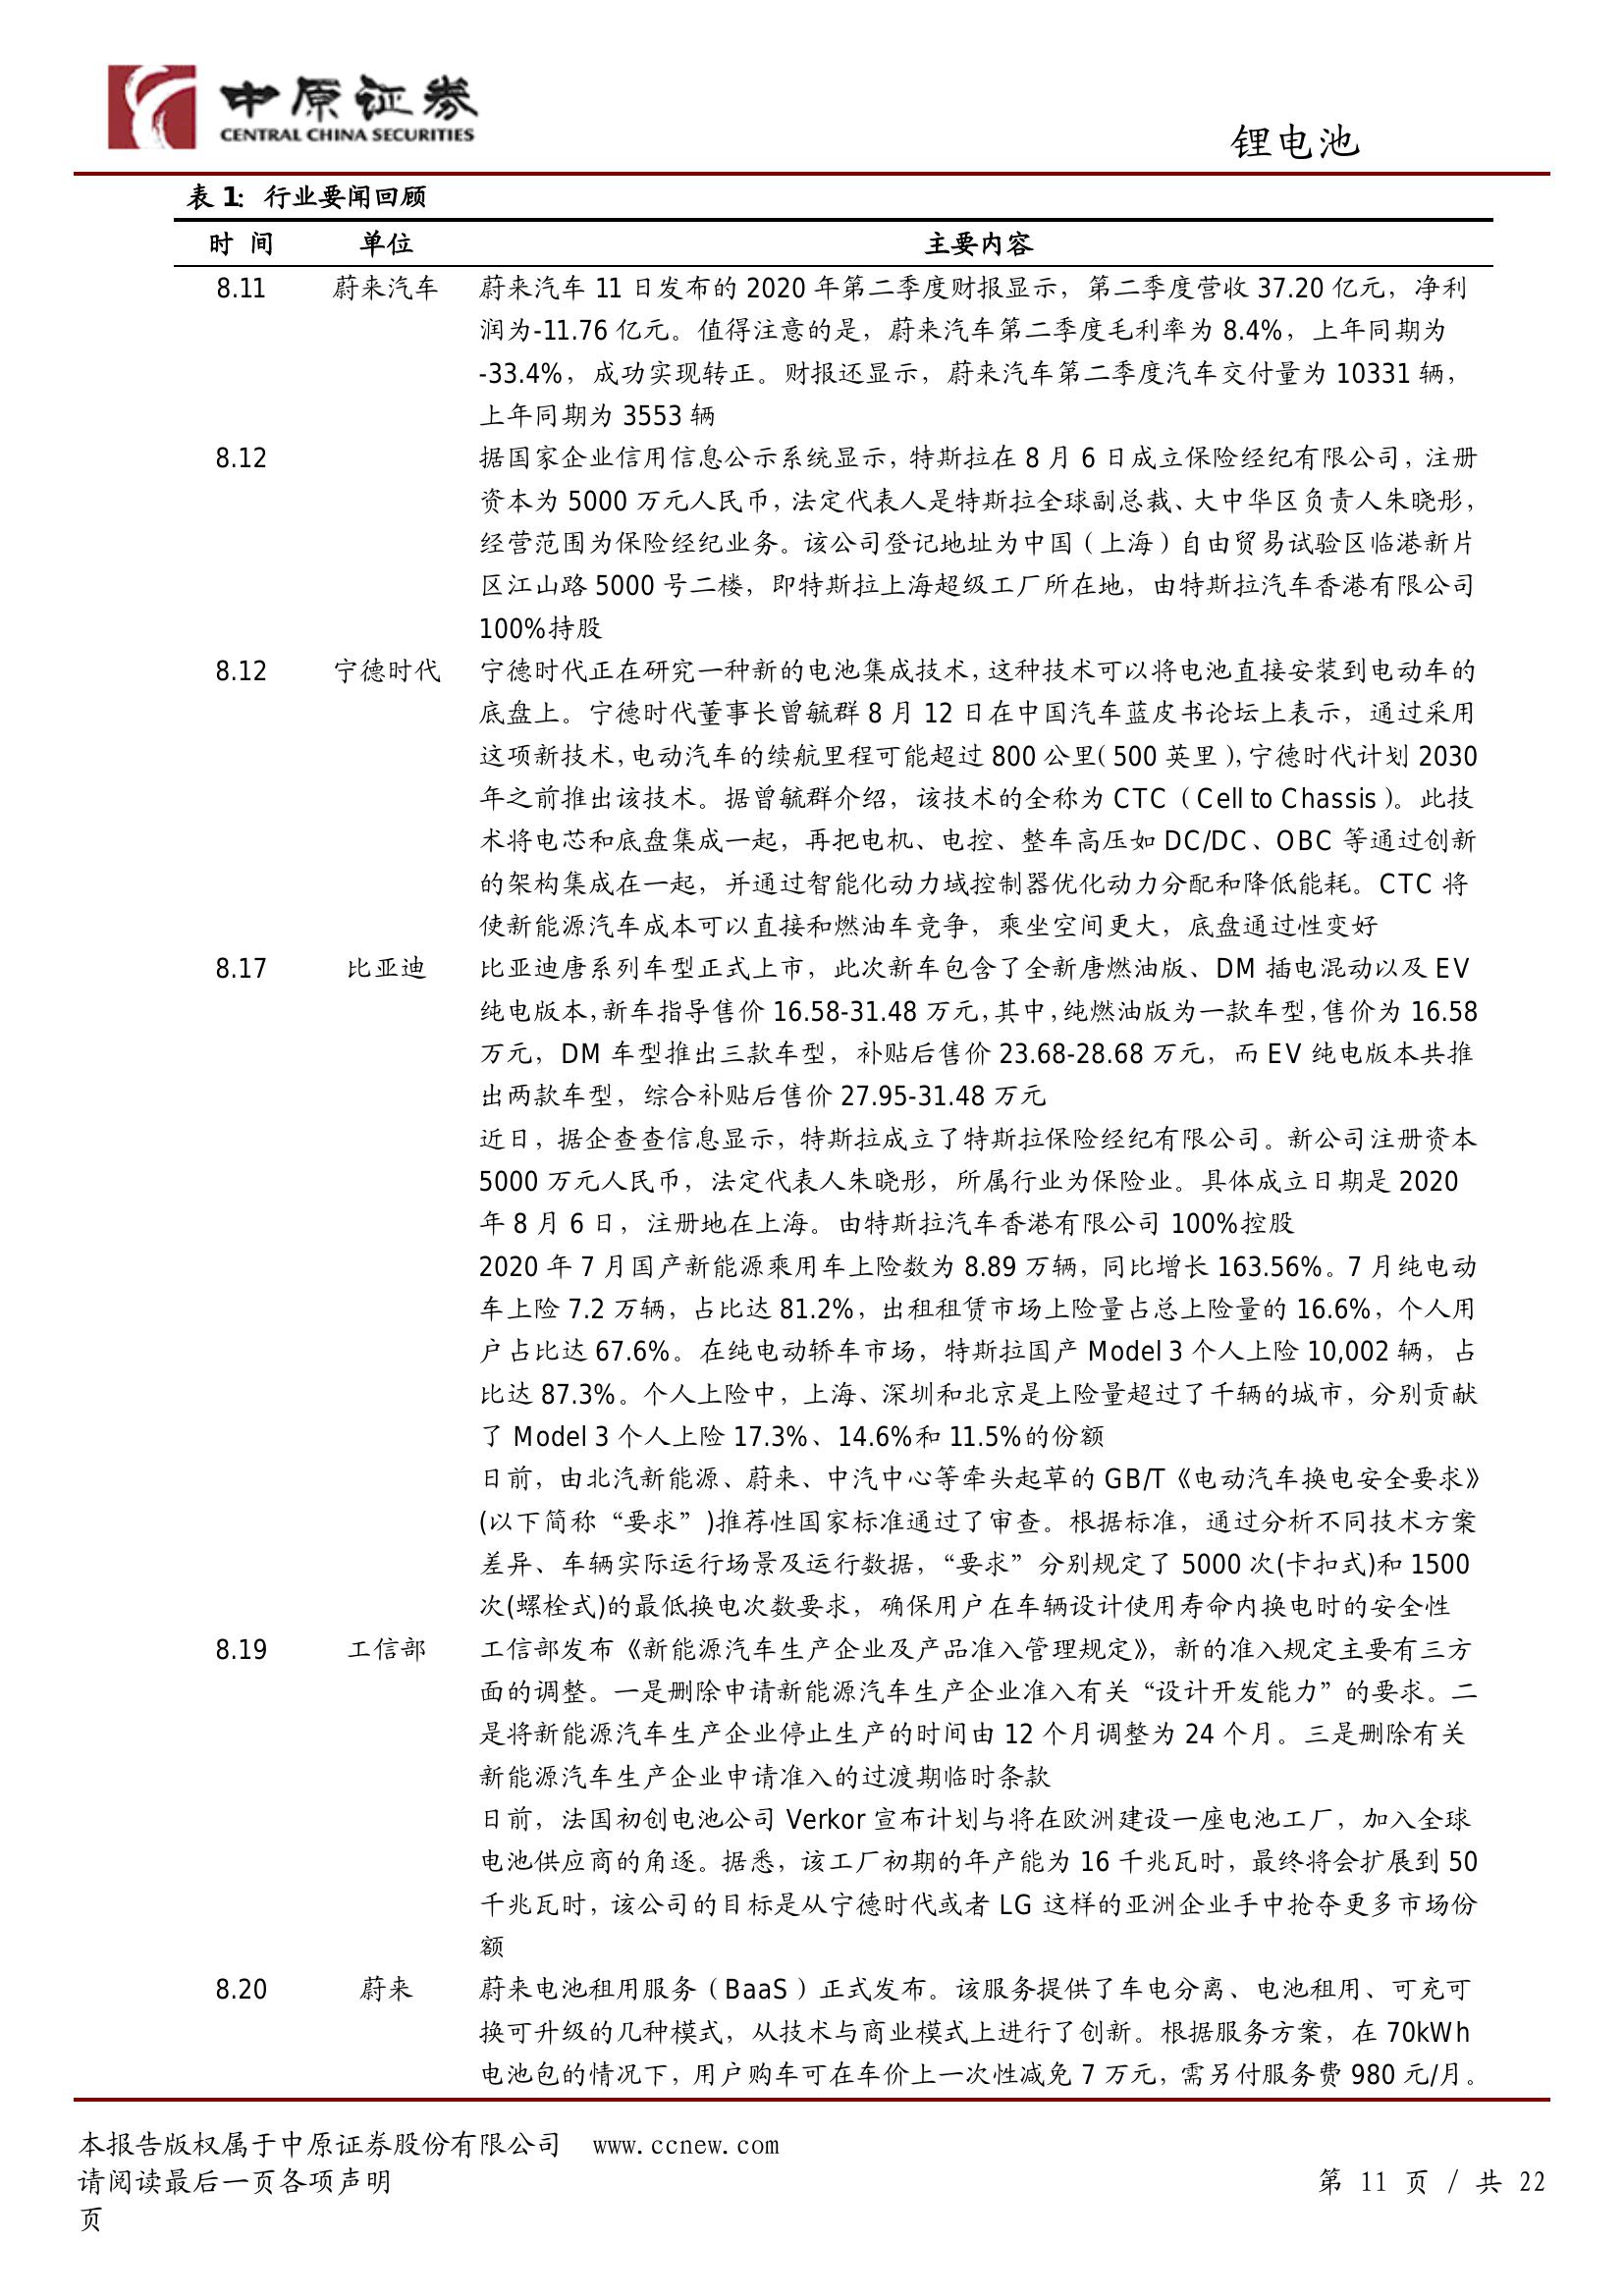 中原证券
CENTRAL CHINA SECURITIES
锂电池
表 1：行业要闻回顾
时 间 单位 主要内容
8.11 蔚来汽车 蔚来汽车 11 日发布的 2020 年第二季度财报显示，第二季度营收 37.20 亿元，净利
润为-11.76 亿元。值得注意的是，蔚来汽车第二季度毛利率为 8.4%，上年同期为
-33.4%，成功实现转正。财报还显示，蔚来汽车第二季度汽车交付量为 10331 辆，
上年同期为 3553 辆
8.12 据国家企业信用信息公示系统显示，特斯拉在 8 月 6 日成立保险经纪有限公司，注册
资本为 5000 万元人民币，法定代表人是特斯拉全球副总裁、大中华区负责人朱晓彤，
经营范围为保险经纪业务。该公司登记地址为中国（上海）自由贸易试验区临港新片
区江山路 5000 号二楼，即特斯拉上海超级工厂所在地，由特斯拉汽车香港有限公司
100%持股
8.12 宁德时代 宁德时代正在研究一种新的电池集成技术，这种技术可以将电池直接安装到电动车的
底盘上。宁德时代董事长曾毓群 8 月 12 日在中国汽车蓝皮书论坛上表示，通过采用
这项新技术，电动汽车的续航里程可能超过 800 公里（500 英里），宁德时代计划 2030
年之前推出该技术。据曾毓群介绍，该技术的全称为 CTC（Cell to Chassis）。此技
术将电芯和底盘集成一起，再把电机、电控、整车高压如 DC/DC、OBC 等通过创新
的架构集成在一起，并通过智能化动力域控制器优化动力分配和降低能耗。CTC 将
使新能源汽车成本可以直接和燃油车竞争，乘坐空间更大，底盘通过性变好
8.17 比亚迪 比亚迪唐系列车型正式上市，此次新车包含了全新唐燃油版、DM 插电混动以及 EV
纯电版本，新车指导售价 16.58-31.48 万元，其中，纯燃油版为一款车型，售价为 16.58
万元，DM 车型推出三款车型，补贴后售价 23.68-28.68 万元，而 EV 纯电版本共推
出两款车型，综合补贴后售价 27.95-31.48 万元
近日，据企查查信息显示，特斯拉成立了特斯拉保险经纪有限公司。新公司注册资本
5000 万元人民币，法定代表人朱晓彤，所属行业为保险业。具体成立日期是 2020
年 8 月 6 日，注册地在上海。由特斯拉汽车香港有限公司 100%控股
2020 年 7 月国产新能源乘用车上险数为 8.89 万辆，同比增长 163.56%。7 月纯电动
车上险 7.2 万辆，占比达 81.2%，出租租赁市场上险量占总上险量的 16.6%，个人用
户占比达 67.6%。在纯电动轿车市场，特斯拉国产 Model 3 个人上险 10,002 辆，占
比达 87.3%。个人上险中，上海、深圳和北京是上险量超过了千辆的城市，分别贡献
了 Model 3 个人上险 17.3%、14.6%和 11.5%的份额
日前，由北汽新能源、蔚来、中汽中心等牵头起草的 GB/T《电动汽车换电安全要求》
(以下简称“要求”)推荐性国家标准通过了审查。根据标准，通过分析不同技术方案
差异、车辆实际运行场景及运行数据，“要求”分别规定了 5000 次(卡扣式)和 1500
次(螺栓式)的最低换电次数要求，确保用户在车辆设计使用寿命内换电时的安全性
8.19 工信部 工信部发布《新能源汽车生产企业及产品准入管理规定》，新的准入规定主要有三方
面的调整。一是删除申请新能源汽车生产企业准入有关“设计开发能力”的要求。二
是将新能源汽车生产企业停止生产的时间由 12 个月调整为 24 个月。三是删除有关
新能源汽车生产企业申请准入的过渡期临时条款
日前，法国初创电池公司 Verkor 宣布计划与将在欧洲建设一座电池工厂，加入全球
电池供应商的角逐。据悉，该工厂初期的年产能为 16 千兆瓦时，最终将会扩展到 50
千兆瓦时，该公司的目标是从宁德时代或者 LG 这样的亚洲企业手中抢夺更多市场份
额
8.20 蔚来 蔚来电池租用服务（BaaS）正式发布。该服务提供了车电分离、电池租用、可充可
换可升级的几种模式，从技术与商业模式上进行了创新。根据服务方案，在 70kWh
电池包的情况下，用户购车可在车价上一次性减免 7 万元，需另付服务费 980 元/月。
本报告版权属于中原证券股份有限公司 www.ccnew.com
请阅读最后一页各项声明 第 11 页 / 共 22
页